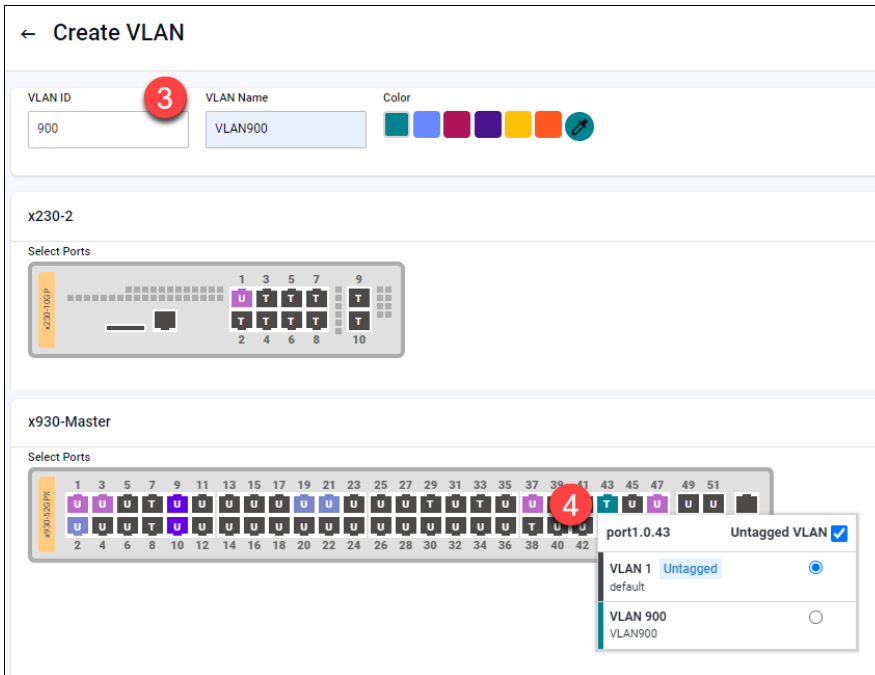 ← Create VLAN
VLAN ID
3
VLAN Name
Color
900
VLAN900
x230-2
Select Ports
x230-10GP
1 3 5 7 9
U T T T T
T T T T T
2 4 6 8 10
x930-Master
Select Ports
x930-52GPX
1 3 5 7 9 11 13 15 17 19 21 23 25 27 29 31 33 35 37 41 43 45 47 49 51
4
U U U T U U U U U U U U U U U T U U U U
U U U T U U U U U U U U U U U U U U T U U
2 4 6 8 10 12 14 16 18 20 22 24 26 28 30 32 34 36 38 40 42
port1.0.43
Untagged VLAN
VLAN 1 Untagged
default
VLAN 900
VLAN900